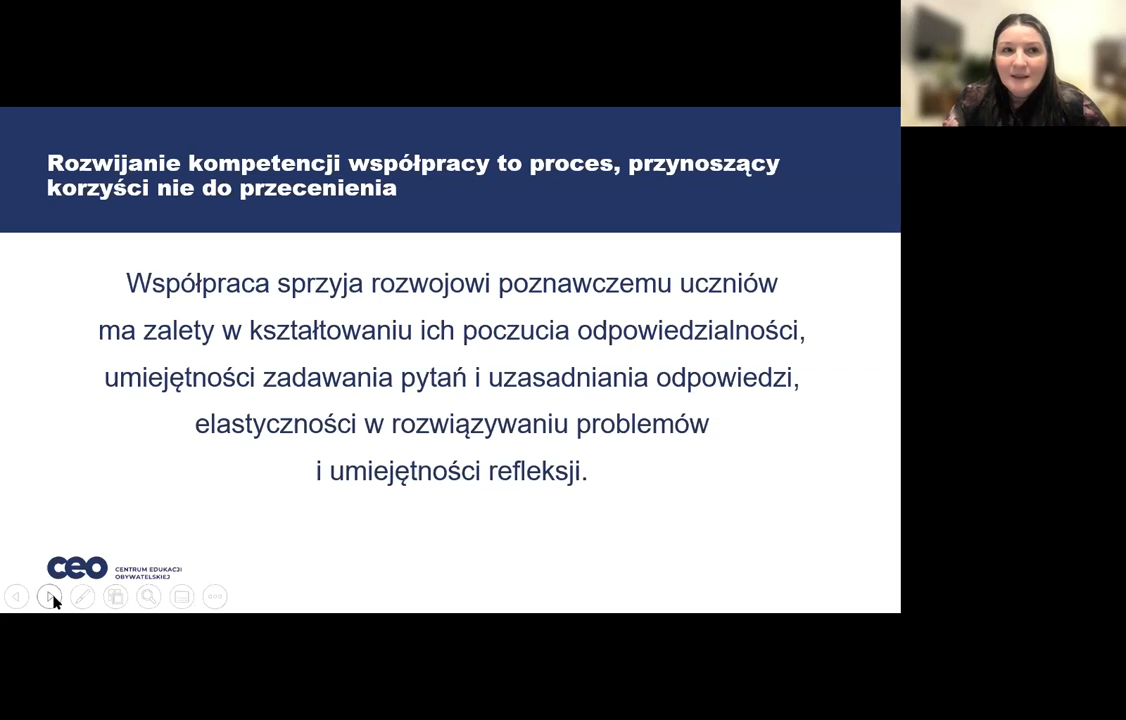 Rozwijanie kompetencji współpracy to proces, przynoszący
korzyści nie do przecenienia
Współpraca sprzyja rozwojowi poznawczemu uczniów
ma zalety w kształtowaniu ich poczucia odpowiedzialności,
umiejętności zadawania pytań i uzasadniania odpowiedzi,
elastyczności w rozwiązywaniu problemów
i umiejętności refleksji.
ceo
CENTRUM EDUKACJI
OBYWATELSKIEJ